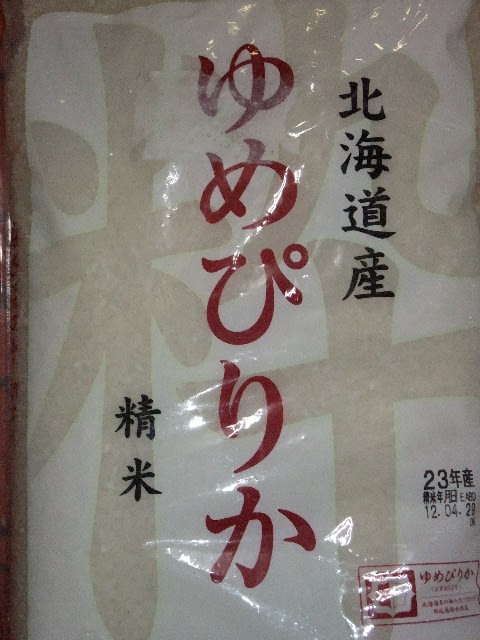 北海道産
ゆめぴりか
精米
23年産
精米年月日 EABD
12.04.29
ゆめぴりか